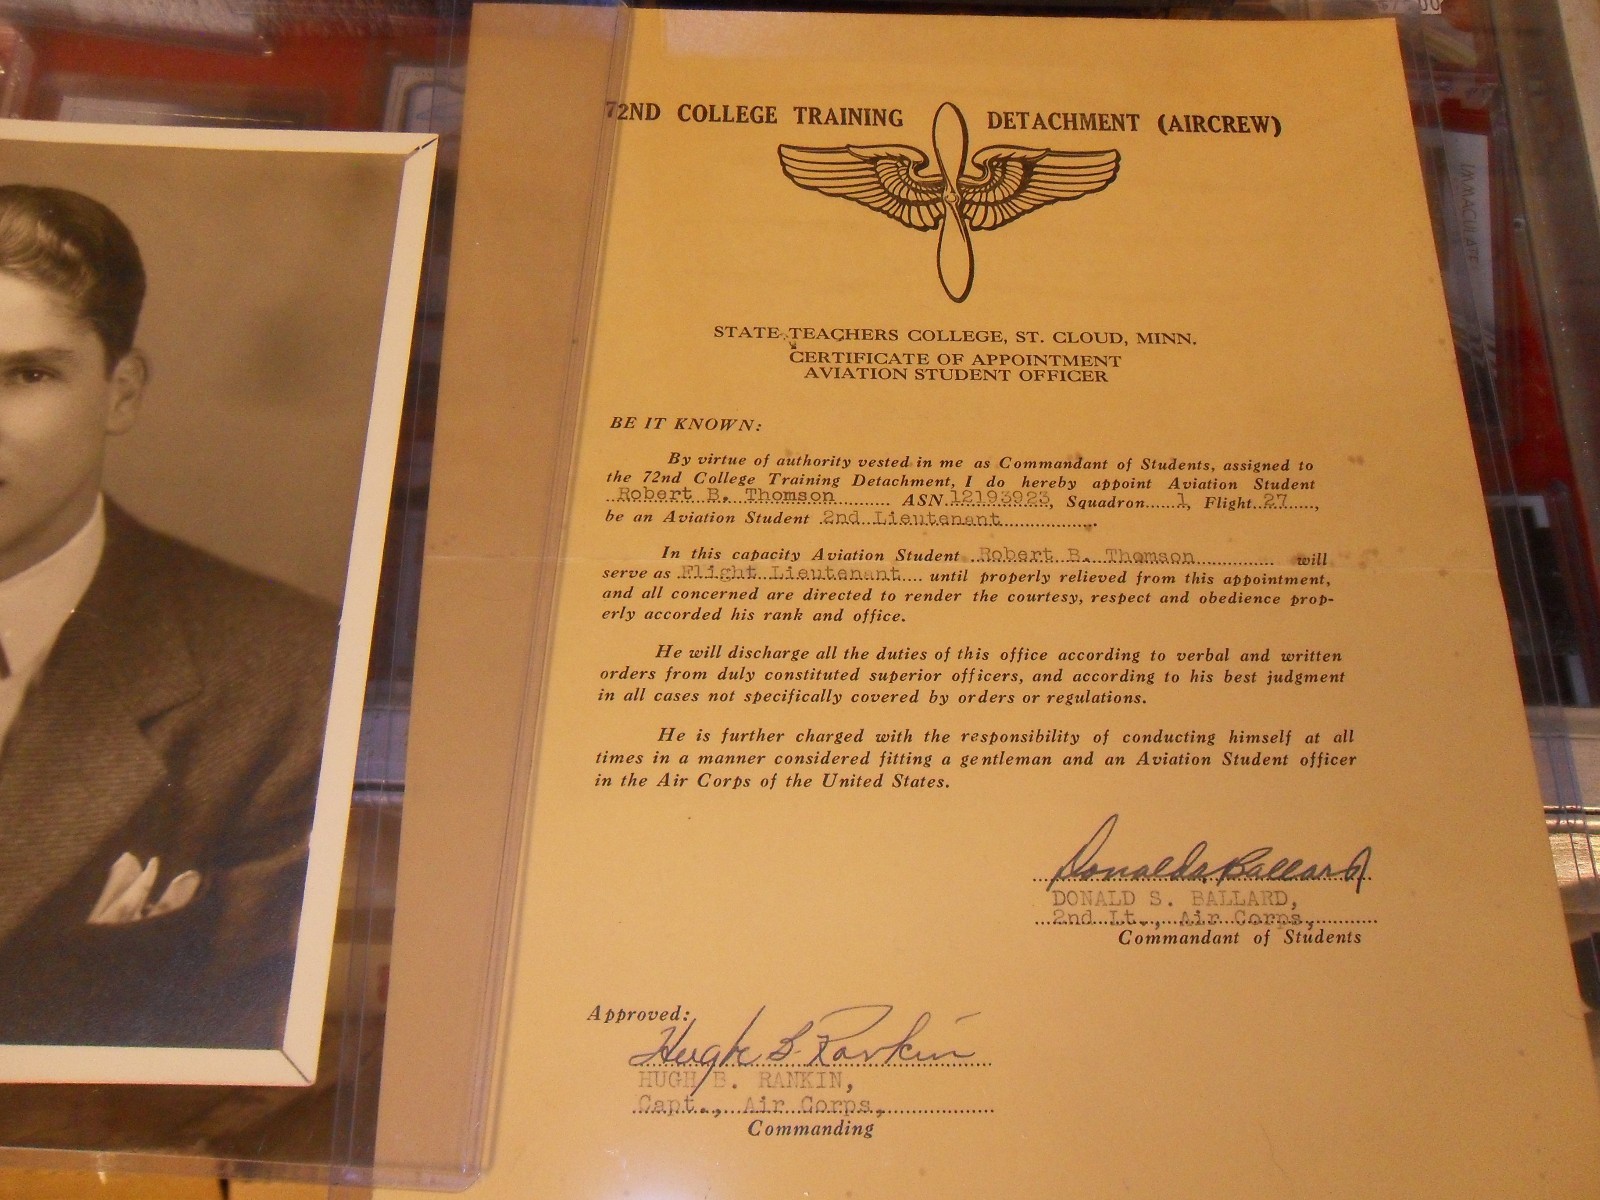 72ND COLLEGE TRAINING DETACHMENT (AIRCREW)
STATE TEACHERS COLLEGE, ST. CLOUD, MINN.
CERTIFICATE OF APPOINTMENT
AVIATION STUDENT OFFICER
BE IT KNOWN:
By virtue of authority vested in me as Commandant of Students, assigned to
the 72nd College Training Detachment, I do hereby appoint Aviation Student
Robert B. Thomson ASN 12193923, Squadron 1, Flight 27,
be an Aviation Student 2nd Lieutenant.
In this capacity Aviation Student Robert B. Thomson will
serve as Flight Lieutenant until properly relieved from this appointment,
and all concerned are directed to render the courtesy, respect and obedience prop-
erly accorded his rank and office.
He will discharge all the duties of this office according to verbal and written
orders from duly constituted superior officers, and according to his best judgment
in all cases not specifically covered by orders or regulations.
He is further charged with the responsibility of conducting himself at all
times in a manner considered fitting a gentleman and an Aviation Student officer
in the Air Corps of the United States.
Donald S. Ballard
DONALD S. BALLARD,
2nd Lt., Air Corps,
Commandant of Students
Approved:
Hugh B. Rankin
HUGH B. RANKIN,
Capt., Air Corps,
Commanding
IMMACULATE